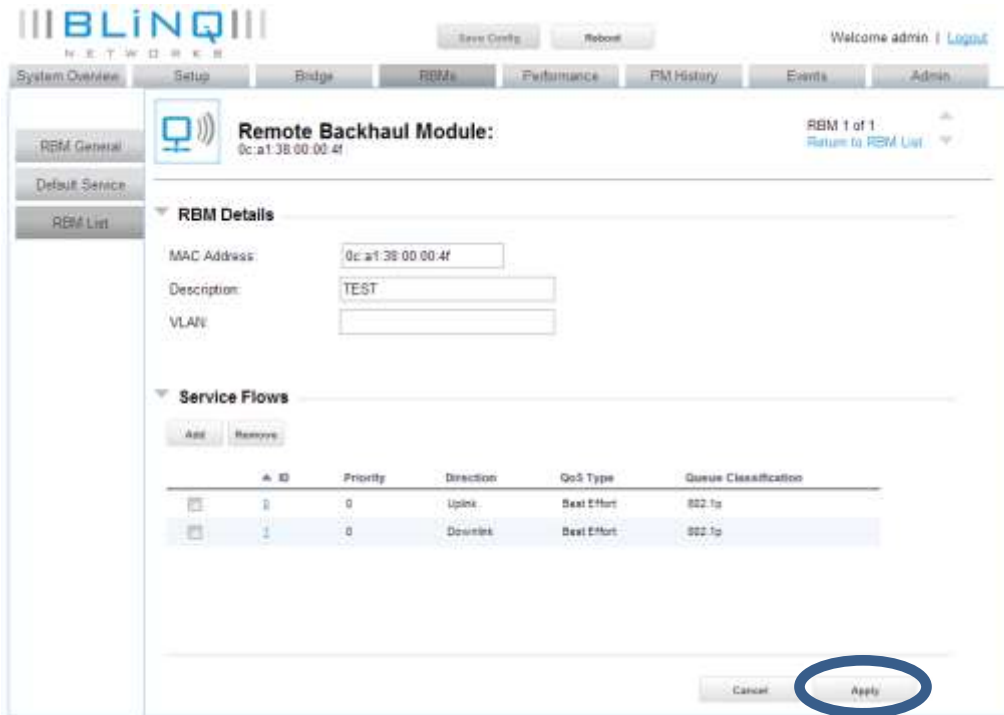 BLiNQ
NETWORKS
Save Config Reboot Welcome admin | Logout
System Overview Setup Bridge RBMs Performance PM History Events Admin
RBM General
Default Service
RBM List
Remote Backhaul Module:
0c:a1:38:00:00:4f
RBM 1 of 1
Return to RBM List
RBM Details
MAC Address: 0c:a1:38:00:00:4f
Description: TEST
VLAN:
Service Flows
Add Remove
ID Priority Direction QoS Type Queue Classification
0 Uplink Best Effort 802.1p
0 Downlink Best Effort 802.1p
Cancel Apply